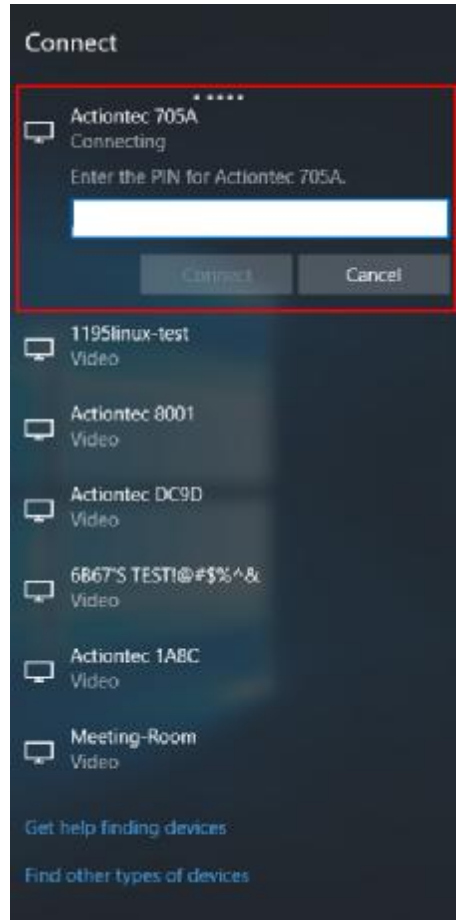 Connect
Actiontec 705A
Connecting
Enter the PIN for Actiontec 705A.
Connect
Cancel
1195linux-test
Video
Actiontec 8001
Video
Actiontec DC9D
Video
6B67'S TEST!@#$%^&
Video
Actiontec 1A8C
Video
Meeting-Room
Video
Get help finding devices
Find other types of devices